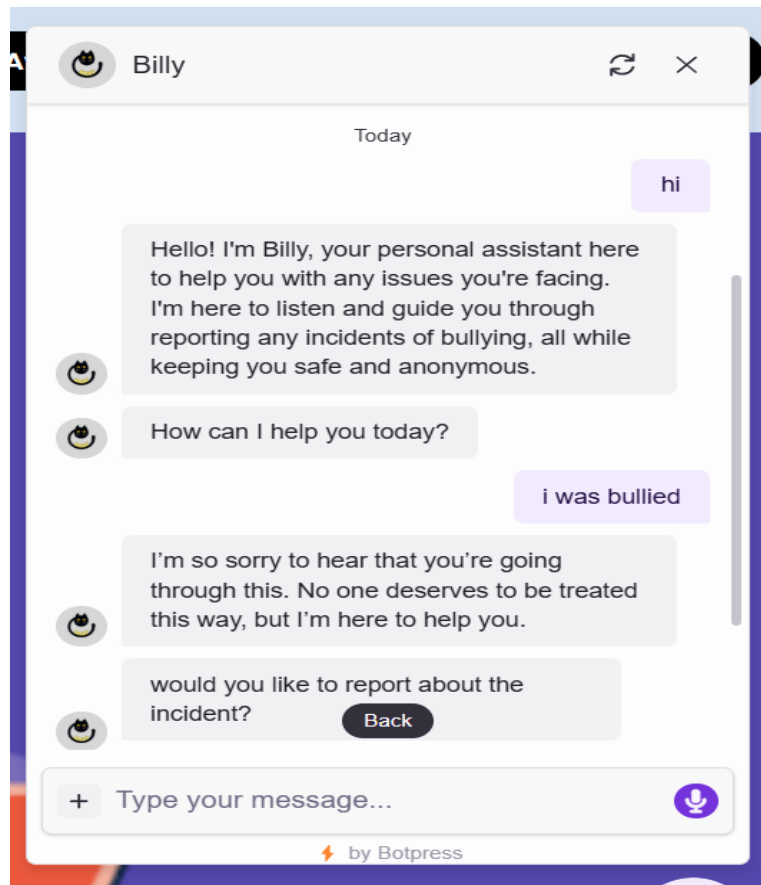 Billy
Today
hi
Hello! I'm Billy, your personal assistant here
to help you with any issues you're facing.
I'm here to listen and guide you through
reporting any incidents of bullying, all while
keeping you safe and anonymous.
How can I help you today?
i was bullied
I’m so sorry to hear that you’re going
through this. No one deserves to be treated
this way, but I’m here to help you.
would you like to report about the
incident?
Back
Type your message...
by Botpress